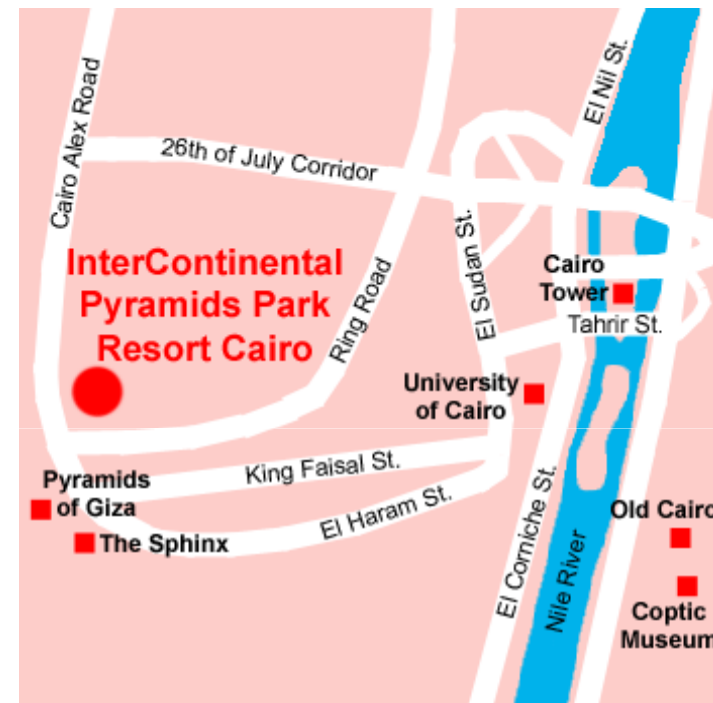 El Nil St.
Cairo Alex Road
26th of July Corridor
InterContinental
Pyramids Park
Resort Cairo
El Sudan St.
Cairo
Tower
Ring Road
Tahrir St.
University
of Cairo
King Faisal St.
Pyramids
of Giza
El Haram St.
The Sphinx
El Corniche St.
Nile River
Old Cairo
Coptic
Museum